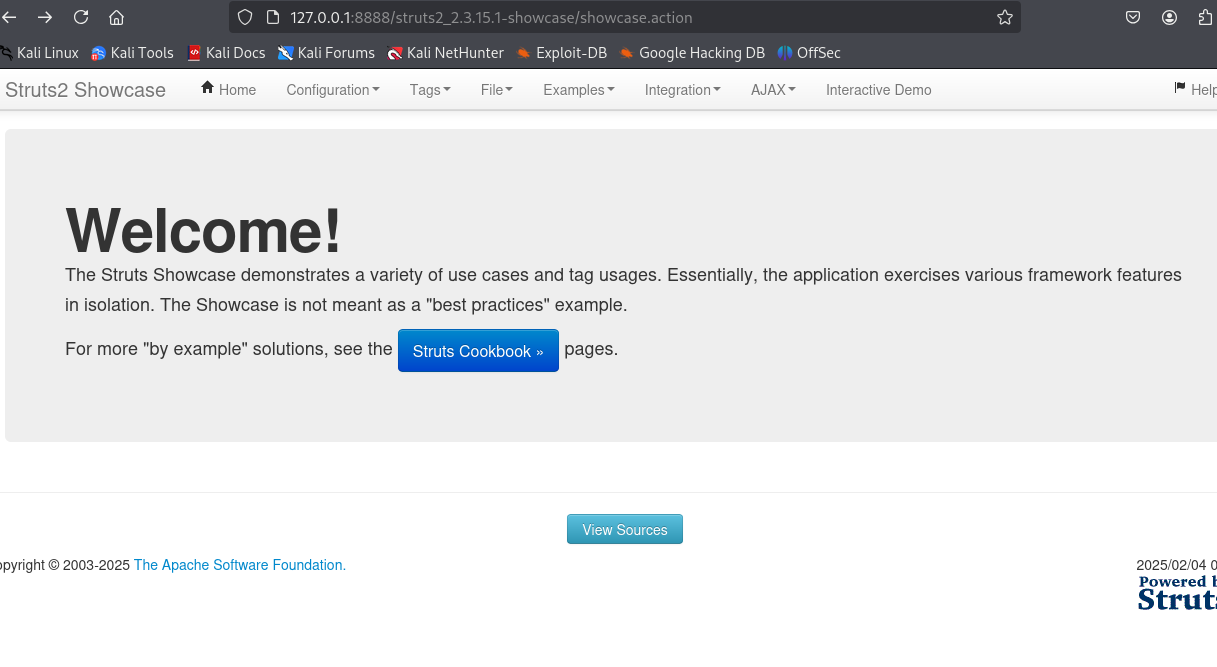 127.0.0.1:8888/struts2_2.3.15.1-showcase/showcase.action
Kali Linux Kali Tools Kali Docs Kali Forums Kali NetHunter Exploit-DB Google Hacking DB OffSec
Struts2 Showcase Home Configuration Tags File Examples Integration AJAX Interactive Demo Help
Welcome!
The Struts Showcase demonstrates a variety of use cases and tag usages. Essentially, the application exercises various framework features
in isolation. The Showcase is not meant as a "best practices" example.
For more "by example" solutions, see the Struts Cookbook » pages.
View Sources
opyright © 2003-2025 The Apache Software Foundation. 2025/02/04 0
Powered b
Struts